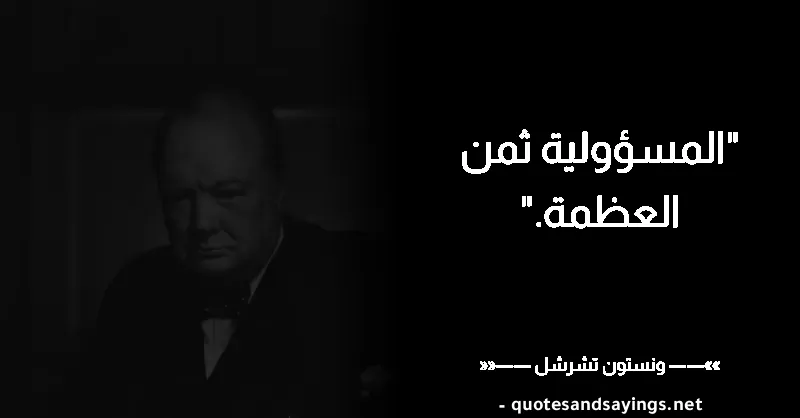 "المسؤولية ثمن
العظمة."
»—— ونستون تشرشل ——«
- quotesandsayings.net